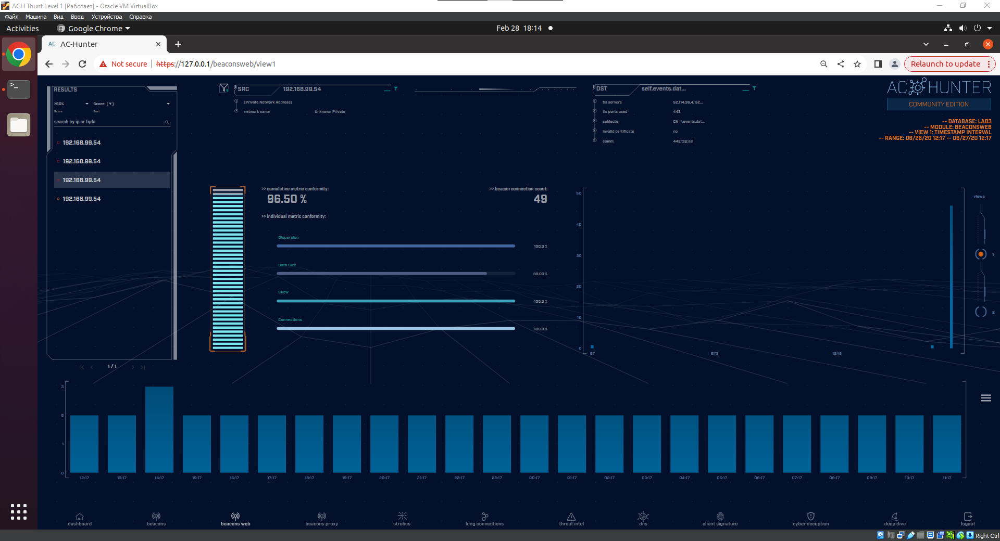 ACH Thunt Level 1 [Работает] - Oracle VM VirtualBox
Файл Машина Вид Ввод Устройства Справка
Activities Google Chrome Feb 28 18:14
AC-Hunter
Not secure https://127.0.0.1/beaconsweb/view1 Relaunch to update
RESULTS
>50% Score [▼]
Score Sort
search by ip or fqdn
192.168.99.54
192.168.99.54
192.168.99.54
192.168.99.54
1 / 1
SRC 192.168.99.54
[Private Network Address]
network name Unknown Private
DST self.events.dat...
tls servers 52.114.36.4, 52...
tls ports used 443
subjects CN=*.events.dat...
invalid certificate no
comm 443:tcp:ssl
AC HUNTER
COMMUNITY EDITION
-- DATABASE: LAB3
-- MODULE: BEACONSWEB
-- VIEW 1: TIMESTAMP INTERVAL
-- RANGE: 06/26/20 12:17 -- 06/27/20 12:17
>> cumulative metric conformity:
96.50 %
>> beacon connection count:
49
>> individual metric conformity:
Dispersion
100.0 %
Data Size
88.00 %
Skew
100.0 %
Connections
100.0 %
50
40
30
20
10
0
97 673 1249
views
1
2
3
2
1
0
12:17 13:17 14:17 15:17 16:17 17:17 18:17 19:17 20:17 21:17 22:17 23:17 00:17 01:17 02:17 03:17 04:17 05:17 06:17 07:17 08:17 09:17 10:17 11:17
dashboard beacons beacons web beacons proxy strobes long connections threat intel dns client signature cyber deception deep dive logout
Right Ctrl